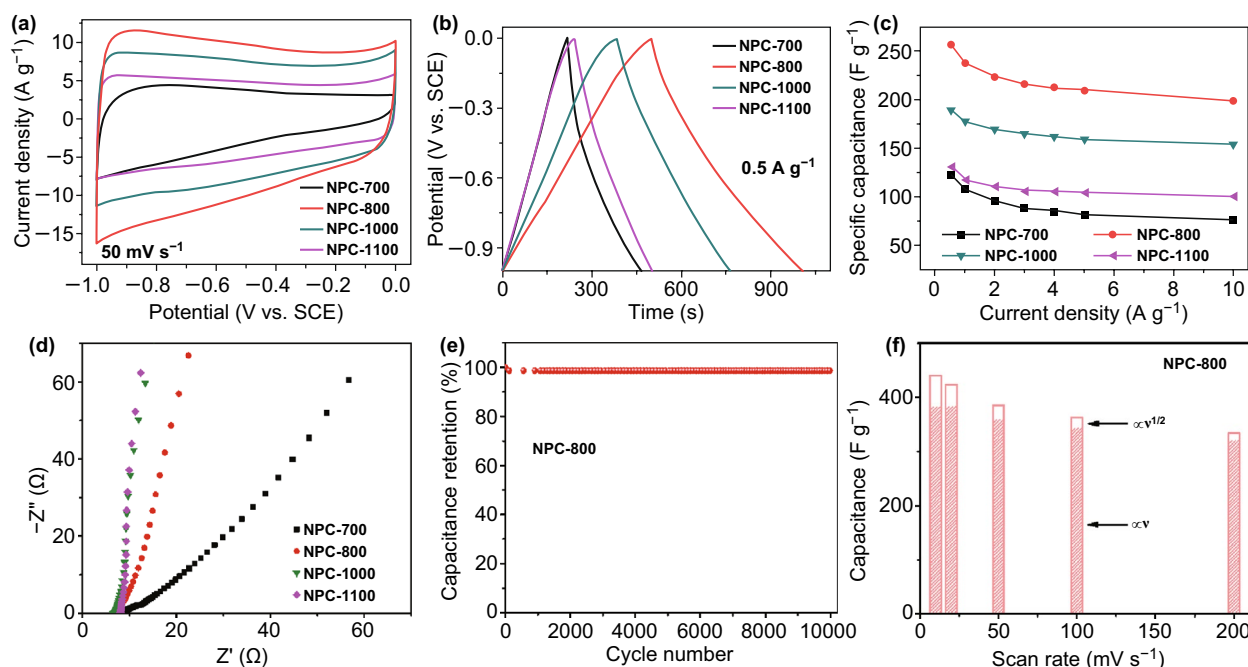 (a)
Current density (A g⁻¹)
10
5
0
−5
−10
−15
50 mV s⁻¹
NPC-700
NPC-800
NPC-1000
NPC-1100
−1.0 −0.8 −0.6 −0.4 −0.2 0.0
Potential (V vs. SCE)
(b)
Potential (V vs. SCE)
0.0
−0.3
−0.6
−0.9
NPC-700
NPC-800
NPC-1000
NPC-1100
0.5 A g⁻¹
0 300 600 900
Time (s)
(c)
Specific capacitance (F g⁻¹)
250
200
150
100
50
NPC-700 NPC-800
NPC-1000 NPC-1100
0 2 4 6 8 10
Current density (A g⁻¹)
(d)
−Z″ (Ω)
60
40
20
0
NPC-700
NPC-800
NPC-1000
NPC-1100
0 20 40 60
Z′ (Ω)
(e)
Capacitance retention (%)
100
80
60
40
20
0
NPC-800
0 2000 4000 6000 8000 10000
Cycle number
(f)
NPC-800
Capacitance (F g⁻¹)
400
200
0
∝v¹ᐟ²
∝v
0 50 100 150 200
Scan rate (mV s⁻¹)